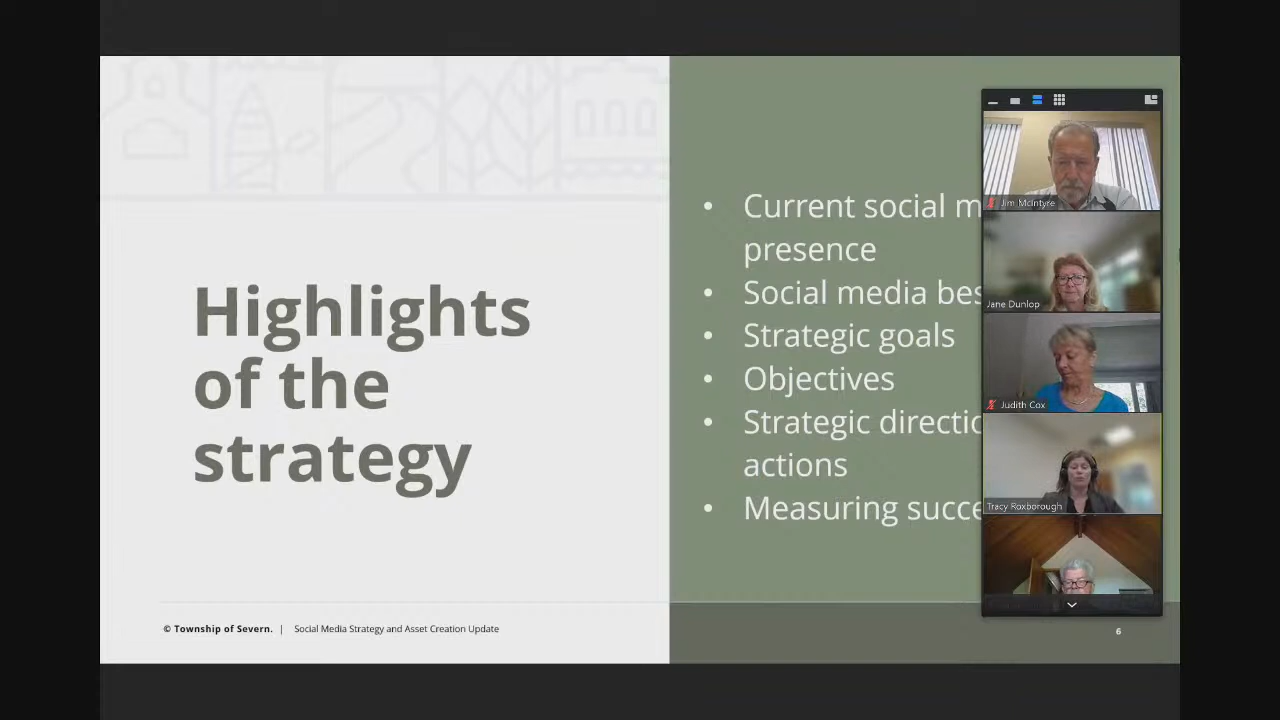 Highlights
of the
strategy
• Current social m
presence
• Social media bes
• Strategic goals
• Objectives
• Strategic directio
actions
• Measuring succe
© Township of Severn. | Social Media Strategy and Asset Creation Update
6
Jim McIntyre
Jane Dunlop
Judith Cox
Tracy Roxborough